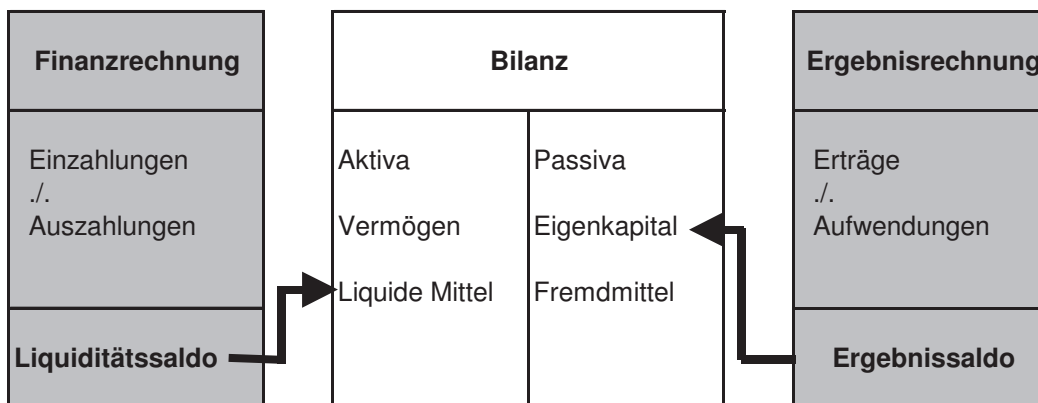 Finanzrechnung
Einzahlungen
./.
Auszahlungen
Liquiditätssaldo
Bilanz
Aktiva
Vermögen
Liquide Mittel
Passiva
Eigenkapital
Fremdmittel
Ergebnisrechnung
Erträge
./.
Aufwendungen
Ergebnissaldo